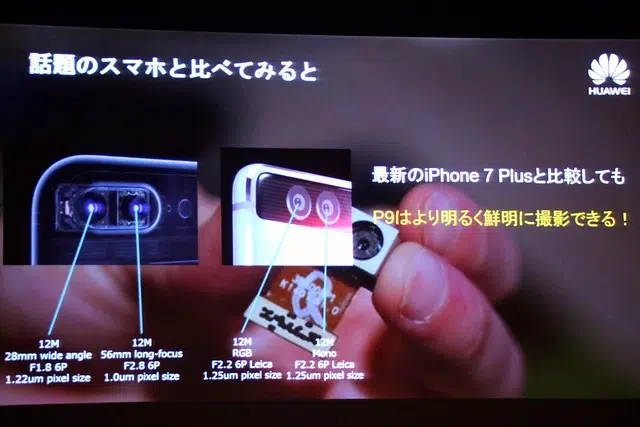 話題のスマホと比べてみると
HUAWEI
最新のiPhone 7 Plusと比較しても
P9はより明るく鮮明に撮影できる！
12M
28mm wide angle
F1.8 6P
1.22um pixel size
12M
56mm long-focus
F2.8 6P
1.0um pixel size
12M
RGB
F2.2 6P Leica
1.25um pixel size
12M
Mono
F2.2 6P Leica
1.25um pixel size